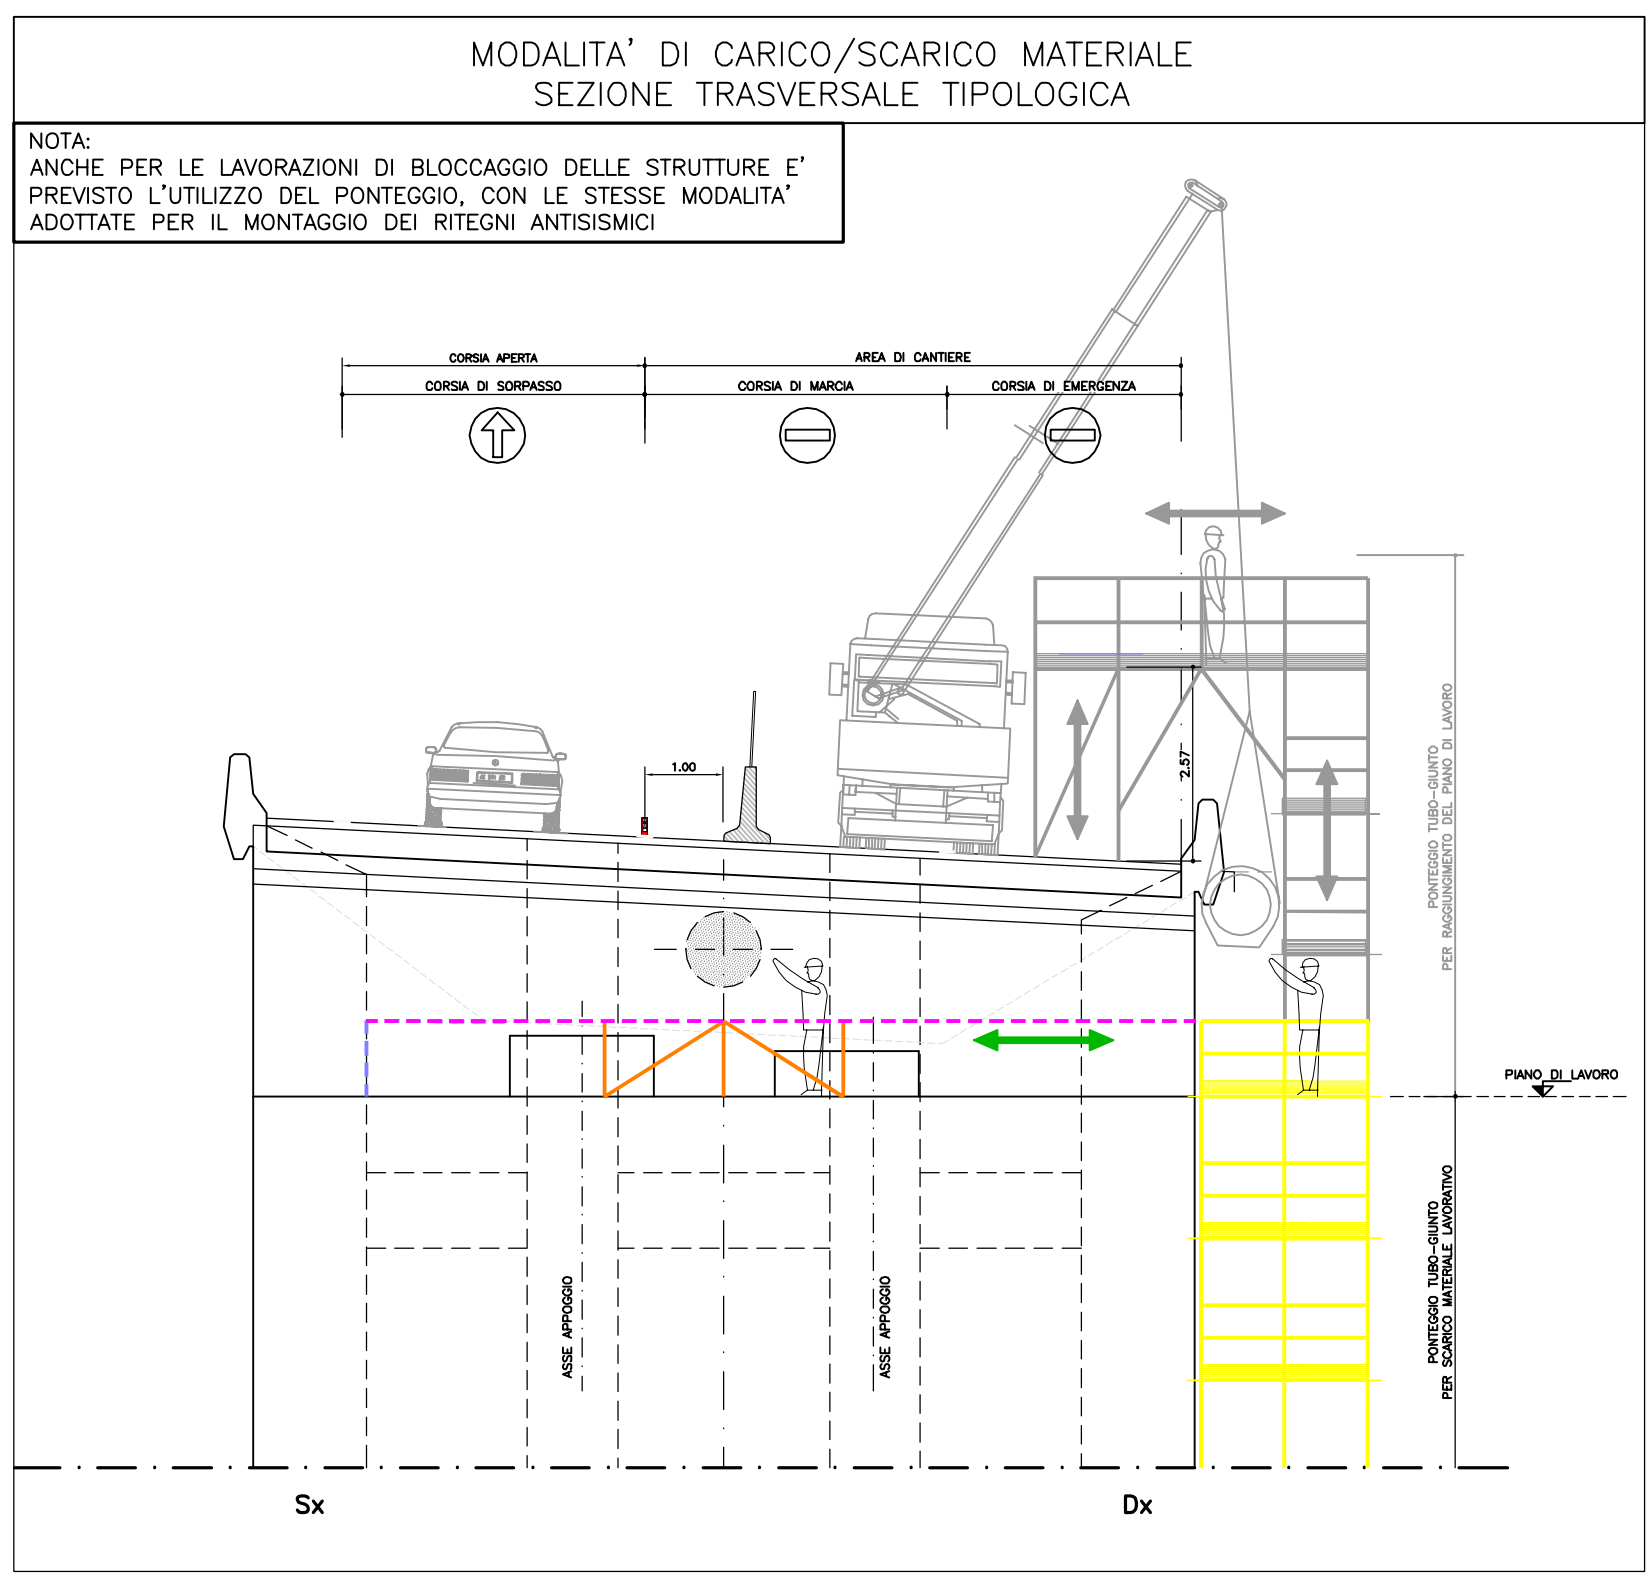 MODALITA' DI CARICO/SCARICO MATERIALE
SEZIONE TRASVERSALE TIPOLOGICA
NOTA:
ANCHE PER LE LAVORAZIONI DI BLOCCAGGIO DELLE STRUTTURE E'
PREVISTO L'UTILIZZO DEL PONTEGGIO, CON LE STESSE MODALITA'
ADOTTATE PER IL MONTAGGIO DEI RITEGNI ANTISISMICI
CORSIA APERTA
AREA DI CANTIERE
CORSIA DI SORPASSO
CORSIA DI MARCIA
CORSIA DI EMERGENZA
1.00
2.57
PONTEGGIO TUBO-GIUNTO
PER RAGGIUNGIMENTO DEL PIANO DI LAVORO
PIANO DI LAVORO
PONTEGGIO TUBO-GIUNTO
PER SCARICO MATERIALE LAVORATIVO
ASSE APPOGGIO
ASSE APPOGGIO
Sx
Dx